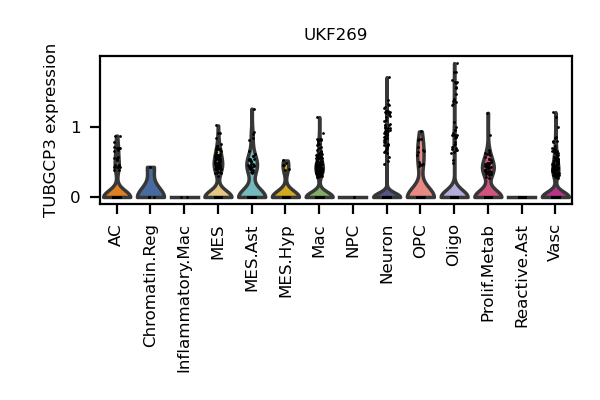 UKF269
TUBGCP3 expression
1
0
AC
Chromatin.Reg
Inflammatory.Mac
MES
MES.Ast
MES.Hyp
Mac
NPC
Neuron
OPC
Oligo
Prolif.Metab
Reactive.Ast
Vasc